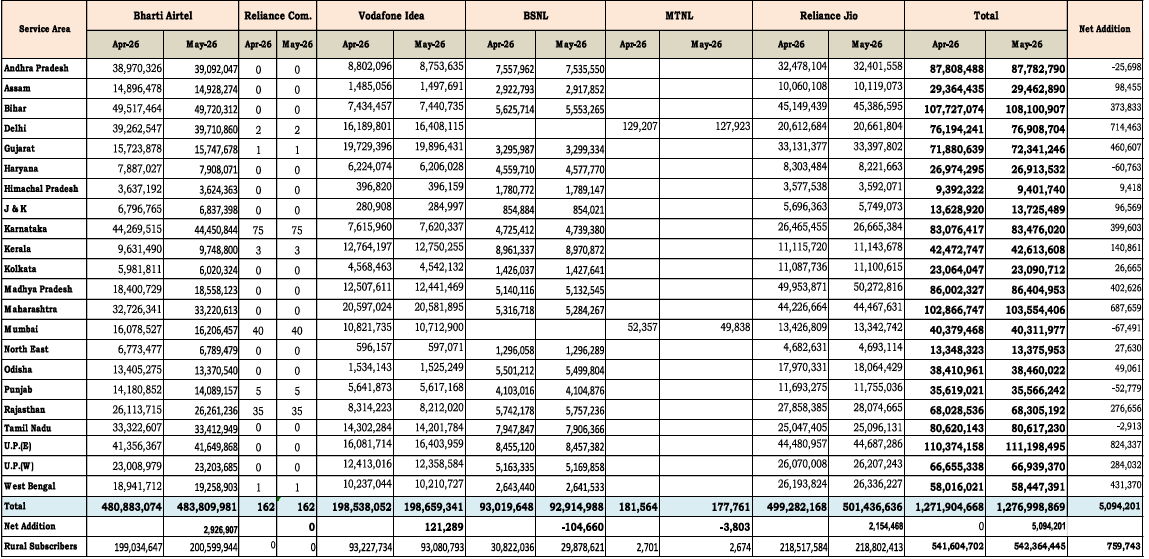 Service Area Bharti Airtel Reliance Com. Vodafone Idea BSNL MTNL Reliance Jio Total Net Addition
Apr-26 May-26 Apr-26 May-26 Apr-26 May-26 Apr-26 May-26 Apr-26 May-26 Apr-26 May-26 Apr-26 May-26
Andhra Pradesh 38,970,326 39,092,047 0 0 8,802,096 8,753,635 7,557,962 7,535,550 32,478,104 32,401,558 87,808,488 87,782,790 -25,698
Assam 14,896,478 14,928,274 0 0 1,485,056 1,497,691 2,922,793 2,917,852 10,060,108 10,119,073 29,364,435 29,462,890 98,455
Bihar 49,517,464 49,720,312 0 0 7,434,457 7,440,735 5,625,714 5,553,265 45,149,439 45,386,595 107,727,074 108,100,907 373,833
Delhi 39,262,547 39,710,860 2 2 16,189,801 16,408,115 129,207 127,923 20,612,684 20,661,804 76,194,241 76,908,704 714,463
Gujarat 15,723,878 15,747,678 1 1 19,729,396 19,896,431 3,295,987 3,299,334 33,131,377 33,397,802 71,880,639 72,341,246 460,607
Haryana 7,887,027 7,908,071 0 0 6,224,074 6,206,028 4,559,710 4,577,770 8,303,484 8,221,663 26,974,295 26,913,532 -60,763
Himachal Pradesh 3,637,192 3,624,363 0 0 396,820 396,159 1,780,772 1,789,147 3,577,538 3,592,071 9,392,322 9,401,740 9,418
J & K 6,796,765 6,837,398 0 0 280,908 284,997 854,884 854,021 5,696,363 5,749,073 13,628,920 13,725,489 96,569
Karnataka 44,269,515 44,450,844 75 75 7,615,960 7,620,337 4,725,412 4,739,380 26,465,455 26,665,384 83,076,417 83,476,020 399,603
Kerala 9,631,490 9,748,800 3 3 12,764,197 12,750,255 8,961,337 8,970,872 11,115,720 11,143,678 42,472,747 42,613,608 140,861
Kolkata 5,981,811 6,020,324 0 0 4,568,463 4,542,132 1,426,037 1,427,641 11,087,736 11,100,615 23,064,047 23,090,712 26,665
Madhya Pradesh 18,400,729 18,558,123 0 0 12,507,611 12,441,469 5,140,116 5,132,545 49,953,871 50,272,816 86,002,327 86,404,953 402,626
Maharashtra 32,726,341 33,220,613 0 0 20,597,024 20,581,895 5,316,718 5,284,267 44,226,664 44,467,631 102,866,747 103,554,406 687,659
Mumbai 16,078,527 16,206,457 40 40 10,821,735 10,712,900 52,357 49,838 13,426,809 13,342,742 40,379,468 40,311,977 -67,491
North East 6,773,477 6,789,479 0 0 596,157 597,071 1,296,058 1,296,289 4,682,631 4,693,114 13,348,323 13,375,953 27,630
Odisha 13,405,275 13,370,540 0 0 1,534,143 1,525,249 5,501,212 5,499,804 17,970,331 18,064,429 38,410,961 38,460,022 49,061
Punjab 14,180,852 14,089,157 5 5 5,641,873 5,617,168 4,103,016 4,104,876 11,693,275 11,755,036 35,619,021 35,566,242 -52,779
Rajasthan 26,113,715 26,261,236 35 35 8,314,223 8,212,020 5,742,178 5,757,236 27,858,385 28,074,665 68,028,536 68,305,192 276,656
Tamil Nadu 33,322,607 33,412,949 0 0 14,302,284 14,201,784 7,947,847 7,906,366 25,047,405 25,096,131 80,620,143 80,617,230 -2,913
U.P.(E) 41,356,367 41,649,868 0 0 16,081,714 16,403,959 8,455,120 8,457,382 44,480,957 44,687,286 110,374,158 111,198,495 824,337
U.P.(W) 23,008,979 23,203,685 0 0 12,413,016 12,358,584 5,163,335 5,169,858 26,070,008 26,207,243 66,655,338 66,939,370 284,032
West Bengal 18,941,712 19,258,903 1 1 10,237,044 10,210,727 2,643,440 2,641,533 26,193,824 26,336,227 58,016,021 58,447,391 431,370
Total 480,883,074 483,809,981 162 162 198,538,052 198,659,341 93,019,648 92,914,988 181,564 177,761 499,282,168 501,436,636 1,271,904,668 1,276,998,869 5,094,201
Net Addition 2,926,907 0 121,289 -104,660 -3,803 2,154,468 0 5,094,201
Rural Subscribers 199,034,647 200,599,944 0 0 93,227,734 93,080,793 30,822,036 29,878,621 2,701 2,674 218,517,584 218,802,413 541,604,702 542,364,445 759,743